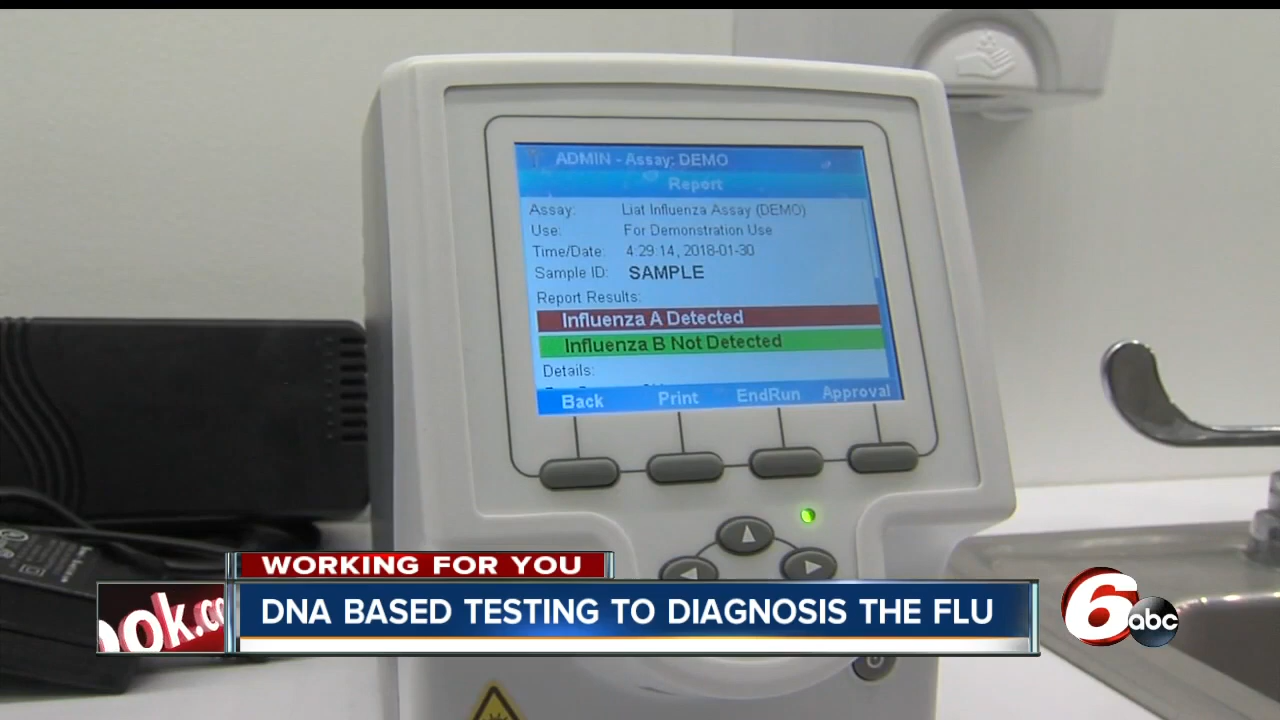 ADMIN - Assay: DEMO
Report
Assay: Liat Influenza Assay (DEMO)
Use: For Demonstration Use
Time/Date: 4:29:14, 2018-01-30
Sample ID: SAMPLE
Report Results:
Influenza A Detected
Influenza B Not Detected
Details:
Back Print EndRun Approval
WORKING FOR YOU
ook.co
DNA BASED TESTING TO DIAGNOSIS THE FLU
6 abc